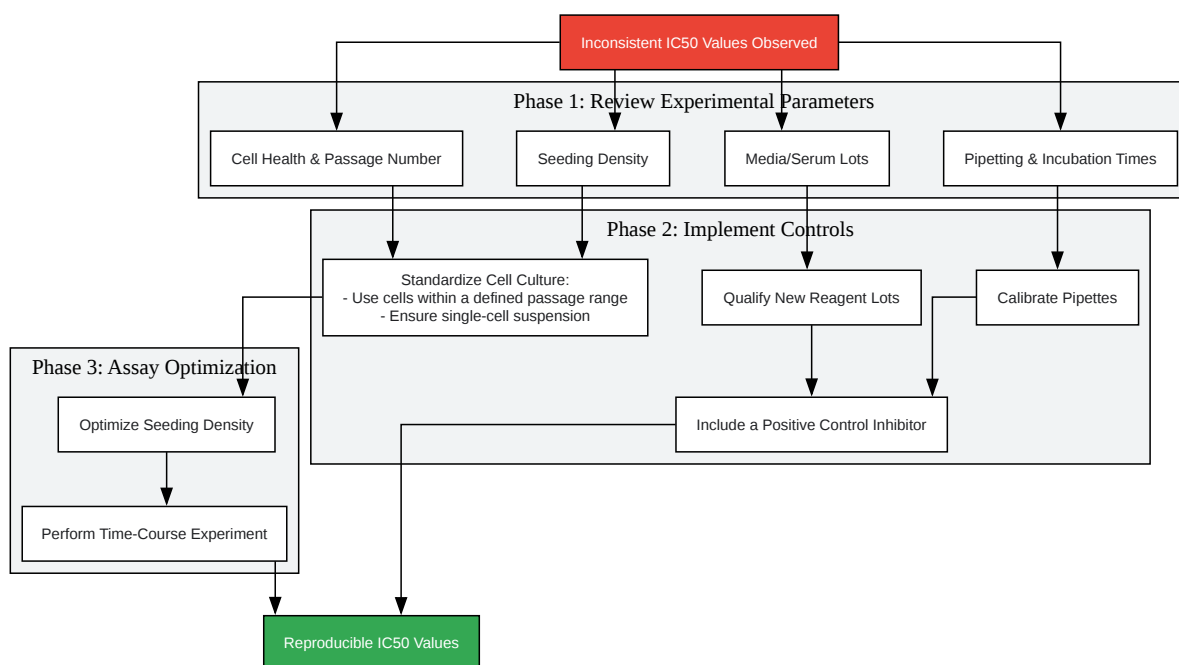 Inconsistent IC50 Values Observed
Phase 1: Review Experimental Parameters
Cell Health & Passage Number
Seeding Density
Media/Serum Lots
Pipetting & Incubation Times
Phase 2: Implement Controls
Standardize Cell Culture:
- Use cells within a defined passage range
- Ensure single-cell suspension
Qualify New Reagent Lots
Calibrate Pipettes
Include a Positive Control Inhibitor
Phase 3: Assay Optimization
Optimize Seeding Density
Perform Time-Course Experiment
Reproducible IC50 Values